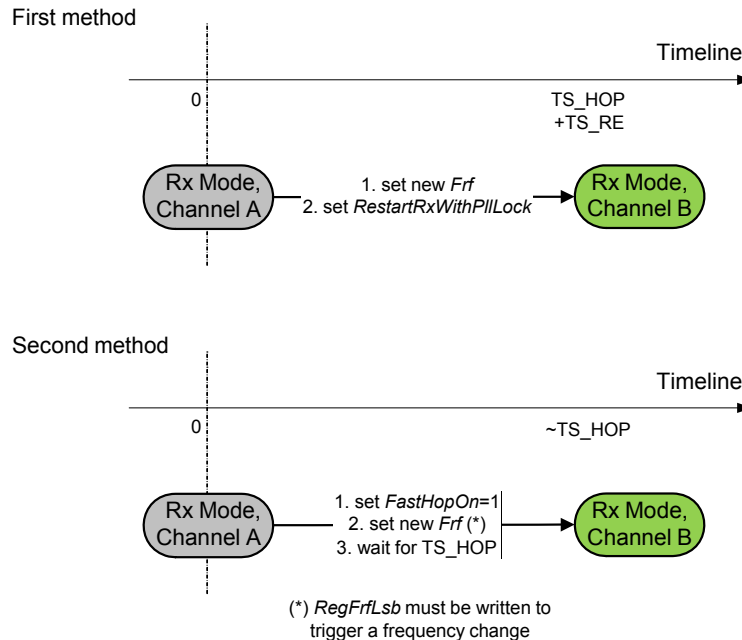 First method
Timeline
0
TS_HOP
+TS_RE
Rx Mode,
Channel A
1. set new Frf
2. set RestartRxWithPllLock
Rx Mode,
Channel B
Second method
Timeline
0
~TS_HOP
Rx Mode,
Channel A
1. set FastHopOn=1
2. set new Frf (*)
3. wait for TS_HOP
Rx Mode,
Channel B
(*) RegFrfLsb must be written to
trigger a frequency change